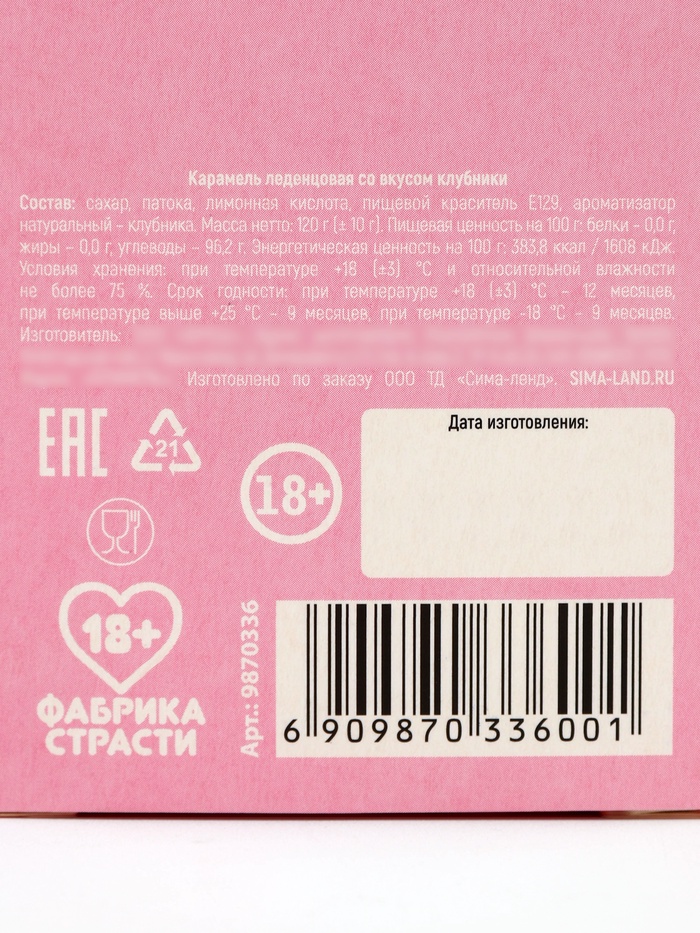 Карамель леденцовая со вкусом клубники
Состав: сахар, патока, лимонная кислота, пищевой краситель Е129, ароматизатор
натуральный – клубника. Масса нетто: 120 г (± 10 г). Пищевая ценность на 100 г: белки – 0,0 г,
жиры – 0,0 г, углеводы – 96,2 г. Энергетическая ценность на 100 г: 383,8 ккал / 1608 кДж.
Условия хранения: при температуре +18 (±3) °C и относительной влажности
не более 75 %. Срок годности: при температуре +18 (±3) °C – 12 месяцев,
при температуре выше +25 °C – 9 месяцев, при температуре -18 °C – 9 месяцев.
Изготовитель:
Изготовлено по заказу ООО ТД «Сима-ленд». SIMA-LAND.RU
EAC
21
18+
Дата изготовления:
18+
ФАБРИКА
СТРАСТИ
Арт.: 9870336
6 909870 336001